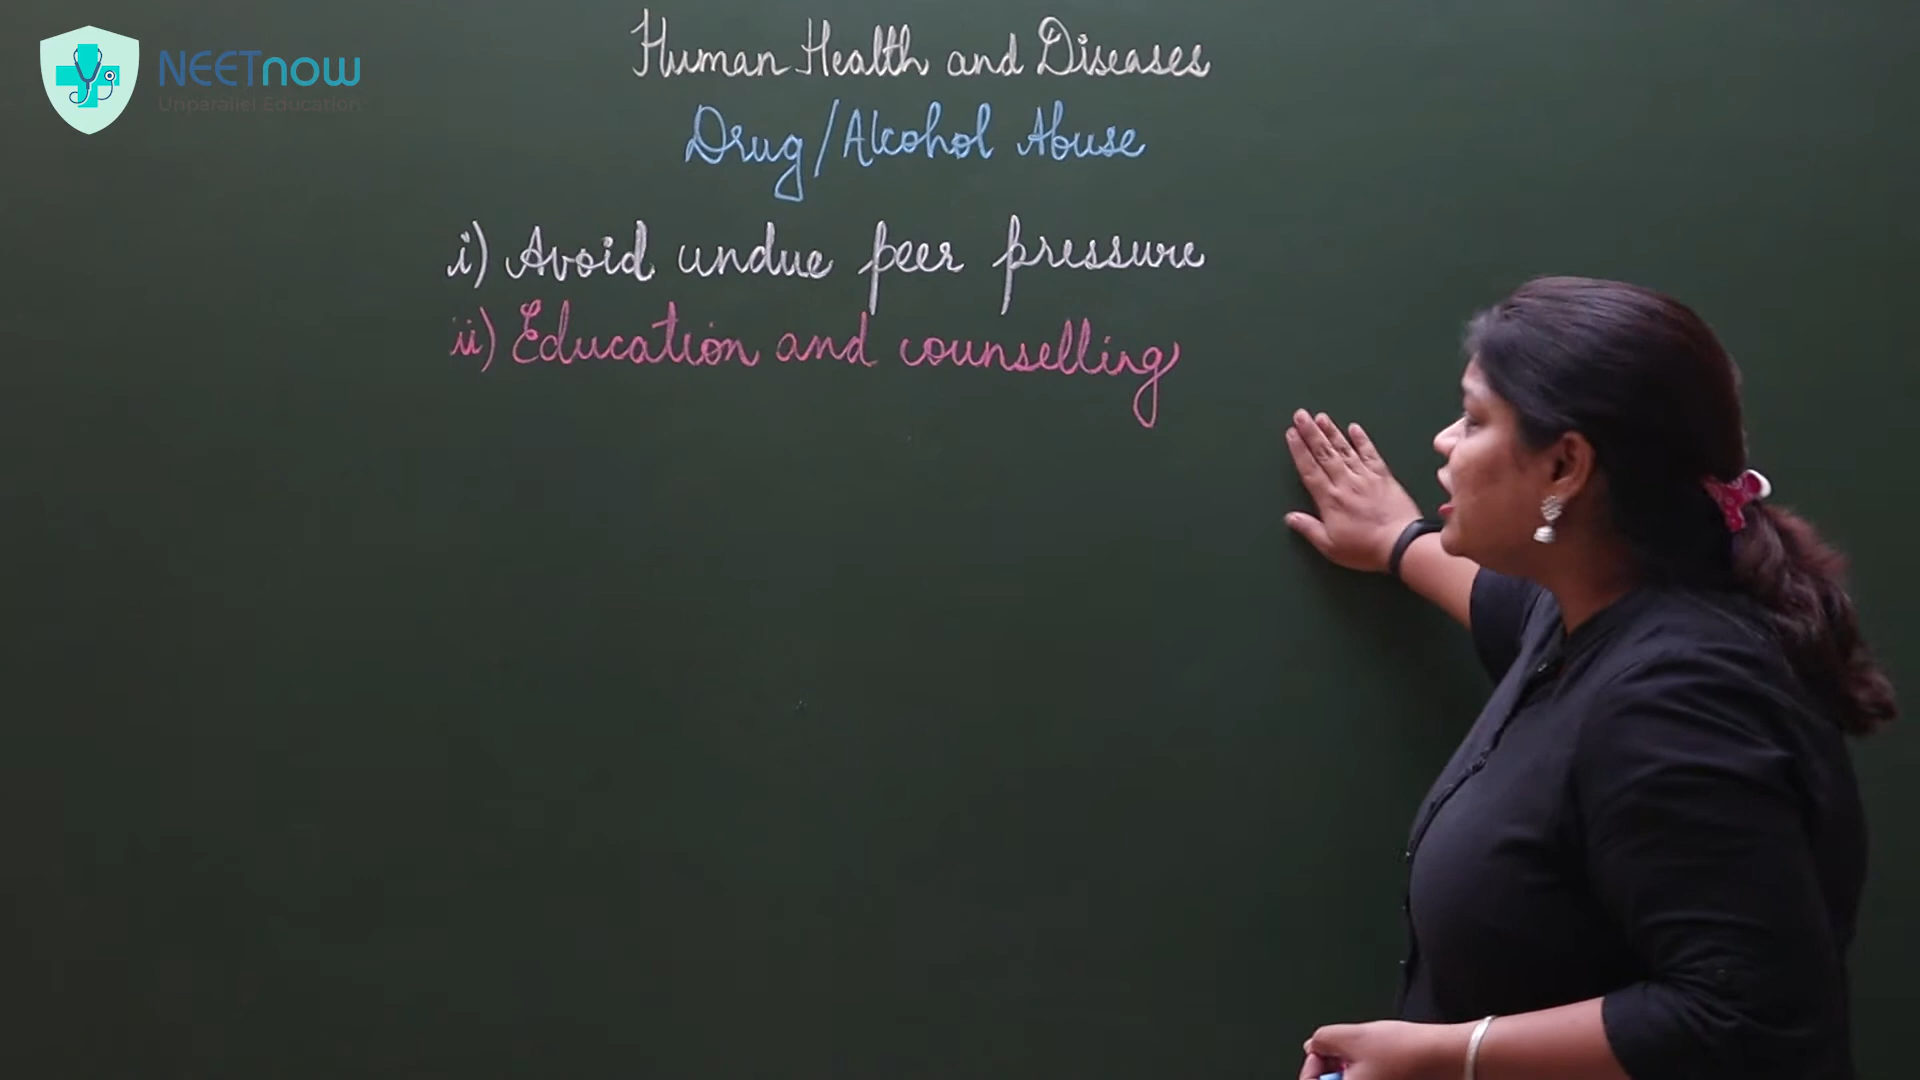 NEETnow
Unparallel Education
Human Health and Diseases
Drug/Alcohol Abuse
i) Avoid undue peer pressure
ii) Education and counselling